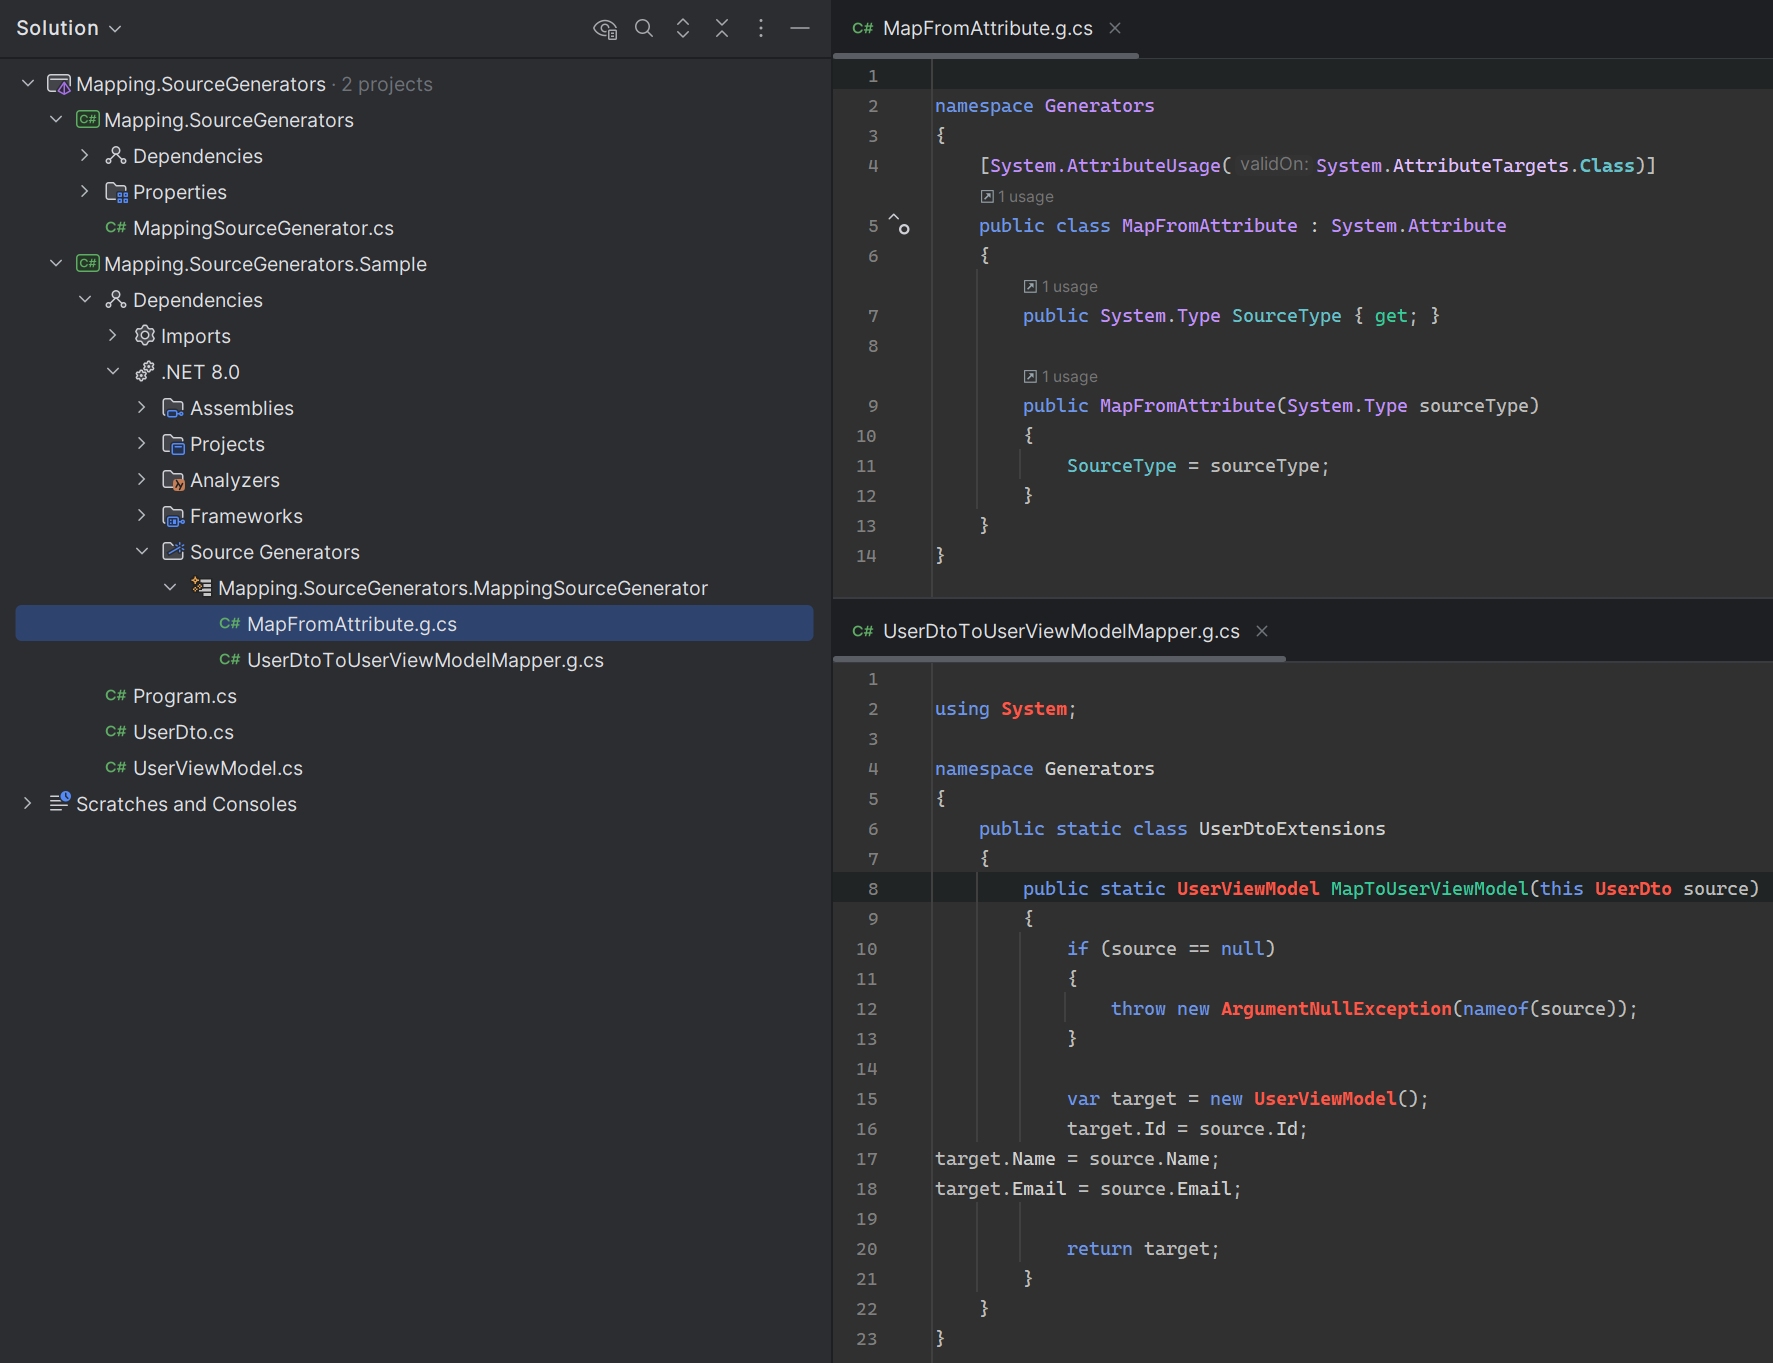 Solution
Mapping.SourceGenerators · 2 projects
C# Mapping.SourceGenerators
Dependencies
Properties
C# MappingSourceGenerator.cs
C# Mapping.SourceGenerators.Sample
Dependencies
Imports
.NET 8.0
Assemblies
Projects
Analyzers
Frameworks
Source Generators
Mapping.SourceGenerators.MappingSourceGenerator
C# MapFromAttribute.g.cs
C# UserDtoToUserViewModelMapper.g.cs
C# Program.cs
C# UserDto.cs
C# UserViewModel.cs
Scratches and Consoles
C# MapFromAttribute.g.cs
1
2 namespace Generators
3 {
4     [System.AttributeUsage( validOn: System.AttributeTargets.Class)]
1 usage
5     public class MapFromAttribute : System.Attribute
6     {
1 usage
7         public System.Type SourceType { get; }
8
1 usage
9         public MapFromAttribute(System.Type sourceType)
10         {
11             SourceType = sourceType;
12         }
13     }
14 }
C# UserDtoToUserViewModelMapper.g.cs
1
2 using System;
3
4 namespace Generators
5 {
6     public static class UserDtoExtensions
7     {
8         public static UserViewModel MapToUserViewModel(this UserDto source)
9         {
10             if (source == null)
11             {
12                 throw new ArgumentNullException(nameof(source));
13             }
14
15             var target = new UserViewModel();
16             target.Id = source.Id;
17 target.Name = source.Name;
18 target.Email = source.Email;
19
20             return target;
21         }
22     }
23 }